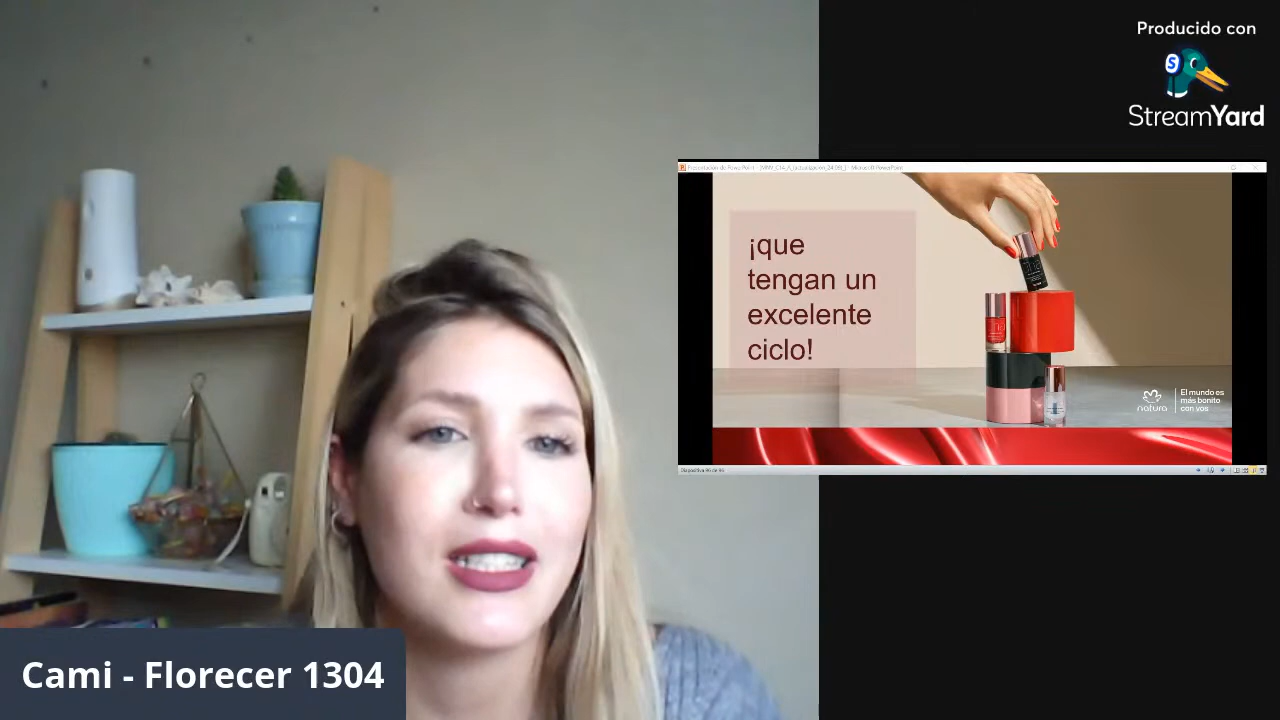 Producido con
S
StreamYard
¡que
tengan un
excelente
ciclo!
natura
El mundo es
más bonito
con vos
Cami - Florecer 1304